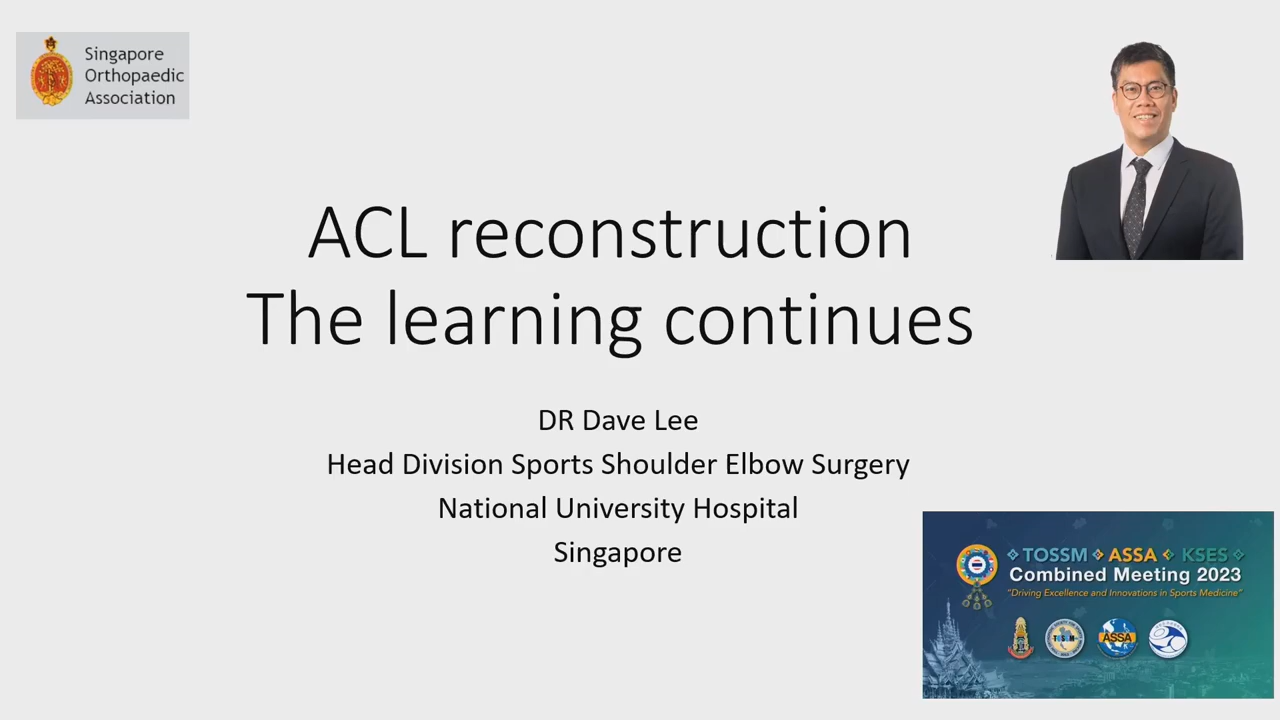 Singapore
Orthopaedic
Association
ACL reconstruction
The learning continues
DR Dave Lee
Head Division Sports Shoulder Elbow Surgery
National University Hospital
Singapore
TOSSM ASSA KSES
Combined Meeting 2023
"Driving Excellence and Innovations in Sports Medicine"
TOSSM
ASSA